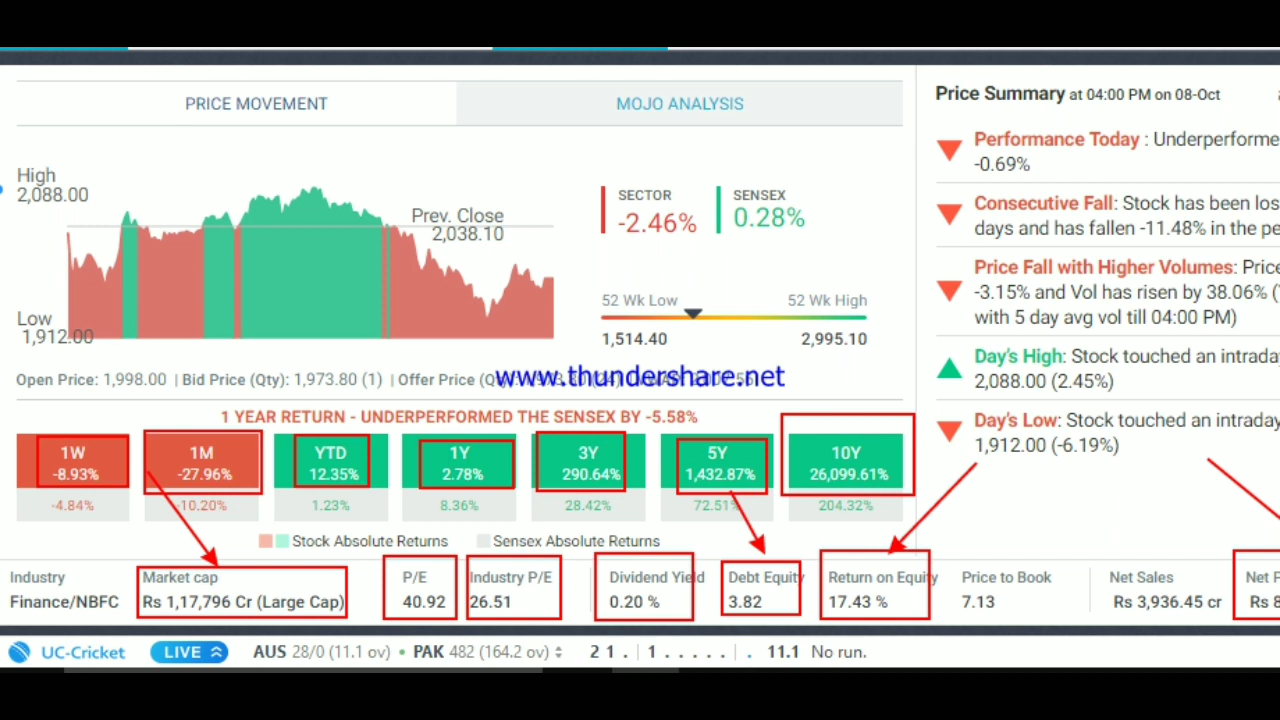 PRICE MOVEMENT
MOJO ANALYSIS
High
2,088.00
Prev. Close
2,038.10
Low
1,912.00
SECTOR
-2.46%
SENSEX
0.28%
52 Wk Low
52 Wk High
1,514.40
2,995.10
Open Price: 1,998.00 | Bid Price (Qty): 1,973.80 (1) | Offer Price
www.thundershare.net
1 YEAR RETURN - UNDERPERFORMED THE SENSEX BY -5.58%
1W
-8.93%
-4.84%
1M
-27.96%
-10.20%
YTD
12.35%
1.23%
1Y
2.78%
8.36%
3Y
290.64%
28.42%
5Y
1,432.87%
72.51%
10Y
26,099.61%
204.32%
Stock Absolute Returns
Sensex Absolute Returns
Industry
Finance/NBFC
Market cap
Rs 1,17,796 Cr (Large Cap)
P/E
40.92
Industry P/E
26.51
Dividend Yield
0.20 %
Debt Equity
3.82
Return on Equity
17.43 %
Price to Book
7.13
Net Sales
Rs 3,936.45 cr
Net P
Rs 8
Price Summary at 04:00 PM on 08-Oct
Performance Today : Underperforme
-0.69%
Consecutive Fall: Stock has been los
days and has fallen -11.48% in the pe
Price Fall with Higher Volumes: Price
-3.15% and Vol has risen by 38.06% (
with 5 day avg vol till 04:00 PM)
Day's High: Stock touched an intraday
2,088.00 (2.45%)
Day's Low: Stock touched an intraday
1,912.00 (-6.19%)
UC-Cricket
LIVE
AUS 28/0 (11.1 ov) • PAK 482 (164.2 ov)
2 1 . | 1 . . . . . | . 11.1 No run.